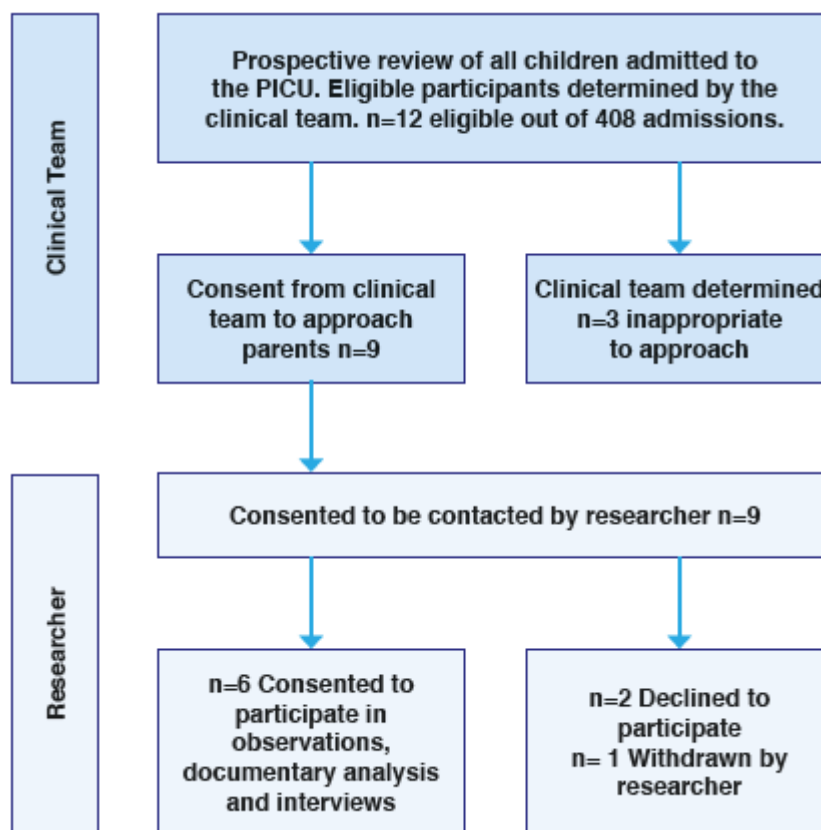 Clinical Team
Prospective review of all children admitted to
the PICU. Eligible participants determined by the
clinical team. n=12 eligible out of 408 admissions.
Consent from clinical
team to approach
parents n=9
Clinical team determined
n=3 inappropriate
to approach
Researcher
Consented to be contacted by researcher n=9
n=6 Consented to
participate in
observations,
documentary analysis
and interviews
n=2 Declined to
participate
n= 1 Withdrawn by
researcher